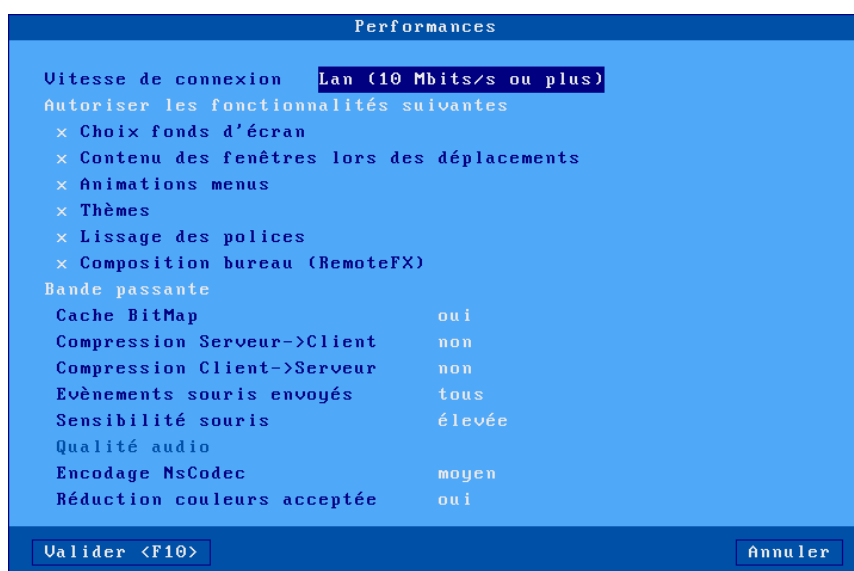 Performances
Vitesse de connexion Lan (10 Mbits/s ou plus)
Autoriser les fonctionnalités suivantes
x Choix fonds d'écran
x Contenu des fenêtres lors des déplacements
x Animations menus
x Thèmes
x Lissage des polices
x Composition bureau (RemoteFX)
Bande passante
Cache BitMap oui
Compression Serveur->Client non
Compression Client->Serveur non
Evènements souris envoyés tous
Sensibilité souris élevée
Qualité audio
Encodage NsCodec moyen
Réduction couleurs acceptée oui
Valider <F10> Annuler